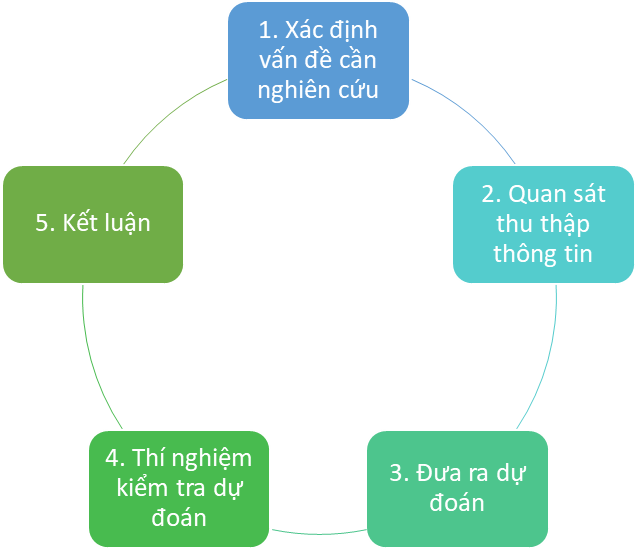 1. Xác định
vấn đề cần
nghiên cứu
2. Quan sát
thu thập
thông tin
3. Đưa ra dự
đoán
4. Thí nghiệm
kiểm tra dự
đoán
5. Kết luận